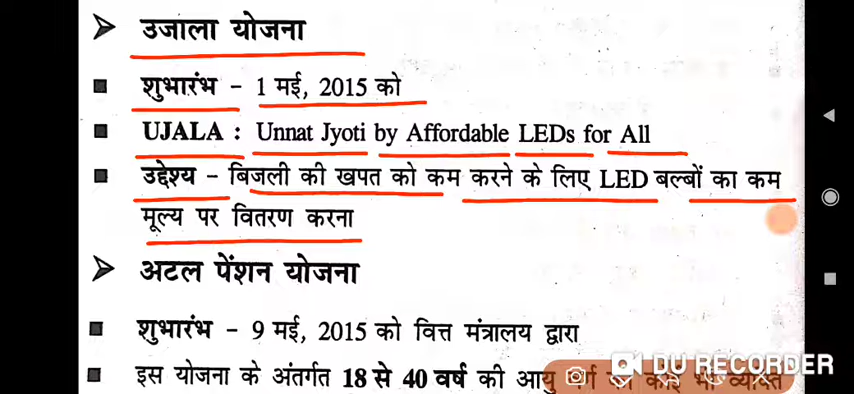 ➤ उजाला योजना
■ शुभारंभ - 1 मई, 2015 को
■ UJALA : Unnat Jyoti by Affordable LEDs for All
■ उद्देश्य - बिजली की खपत को कम करने के लिए LED बल्बों का कम
मूल्य पर वितरण करना
➤ अटल पेंशन योजना
■ शुभारंभ - 9 मई, 2015 को वित्त मंत्रालय द्वारा
DU RECORDER
■ इस योजना के अंतर्गत 18 से 40 वर्ष की आयु